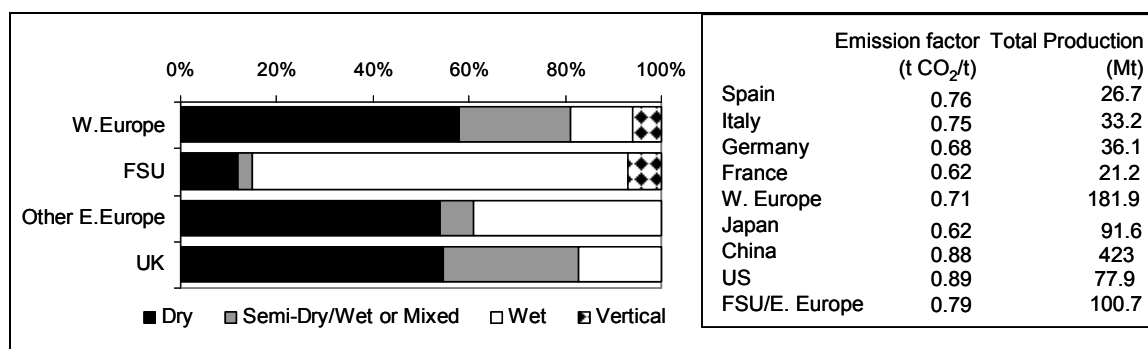 0% 20% 40% 60% 80% 100%
W.Europe
FSU
Other E.Europe
UK
Dry Semi-Dry/Wet or Mixed Wet Vertical
Emission factor Total Production
(t CO₂/t) (Mt)
Spain 0.76 26.7
Italy 0.75 33.2
Germany 0.68 36.1
France 0.62 21.2
W. Europe 0.71 181.9
Japan 0.62 91.6
China 0.88 423
US 0.89 77.9
FSU/E. Europe 0.79 100.7